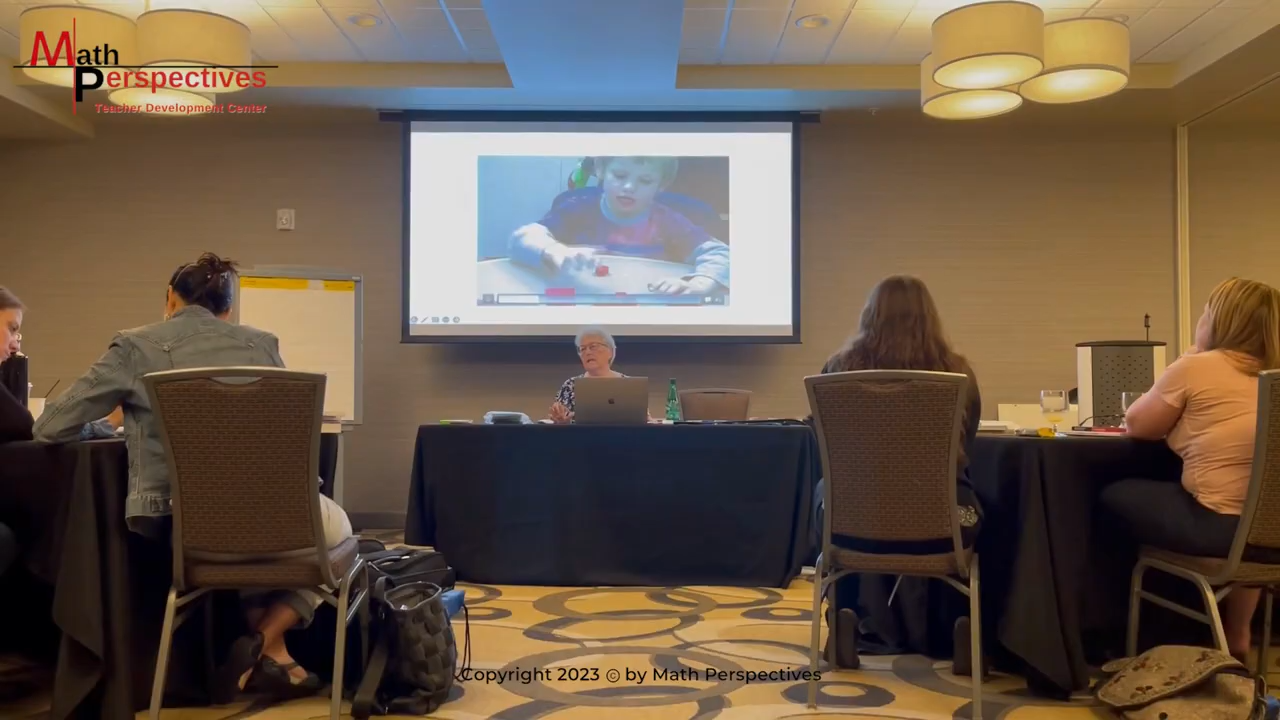 Math
Perspectives
Teacher Development Center
Copyright 2023 © by Math Perspectives